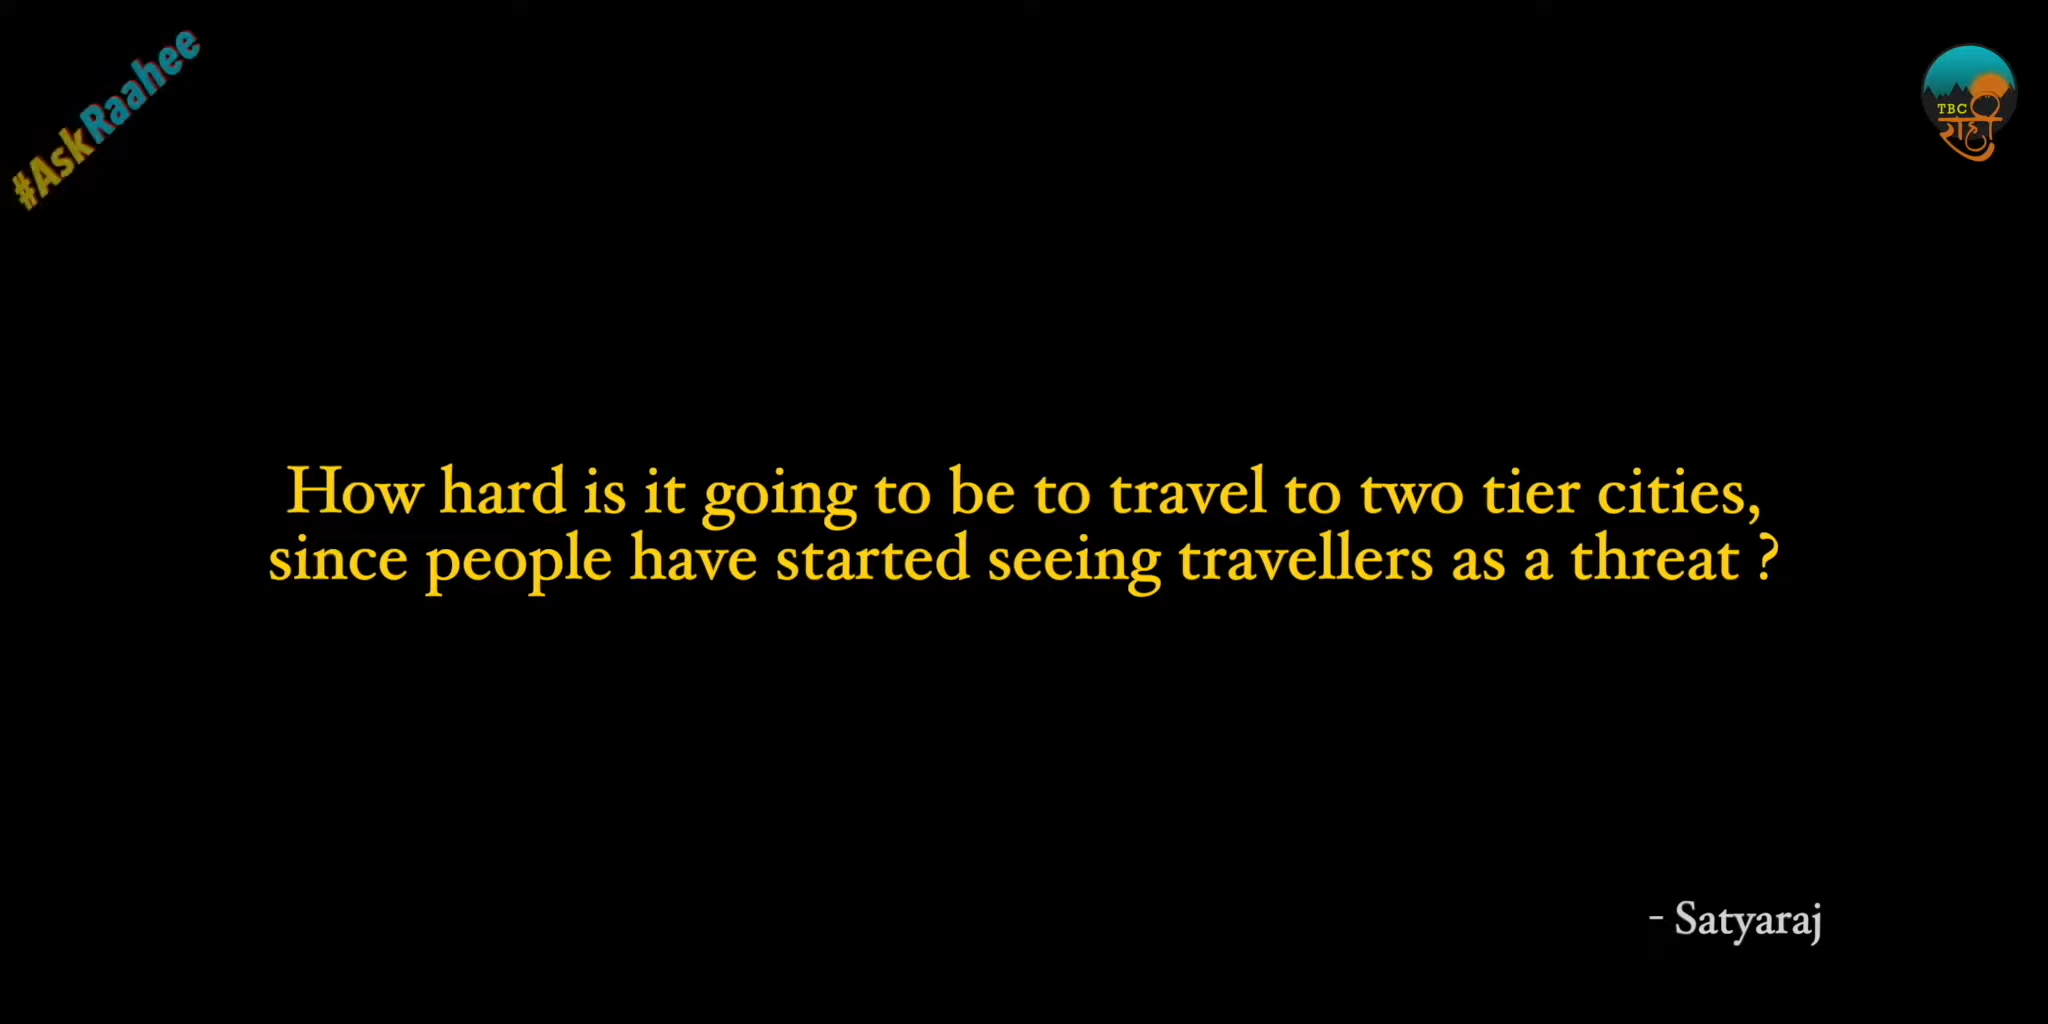 #AskRaahee
TBC
राही
How hard is it going to be to travel to two tier cities,
since people have started seeing travellers as a threat ?
- Satyaraj